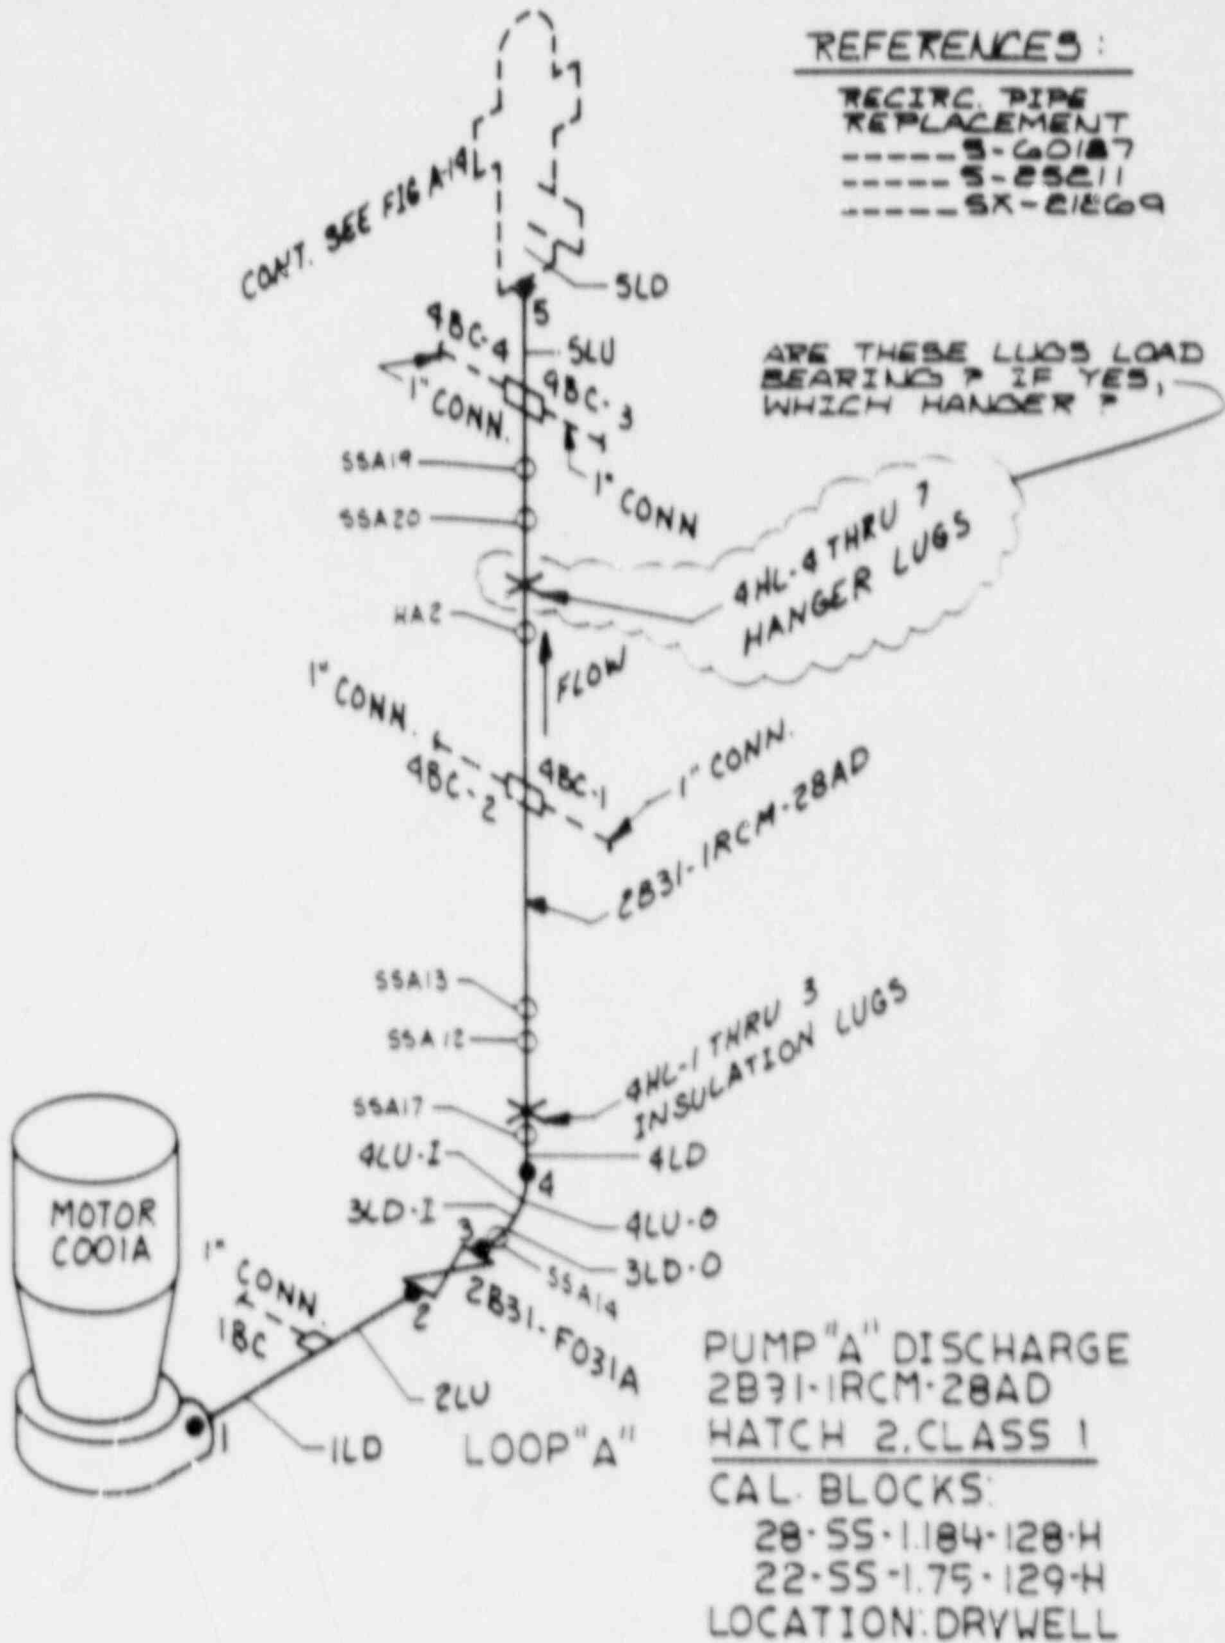 REFERENCES:
RECIRC. PIPE
REPLACEMENT
----- S-60187
----- S-25211
----- SX-21269
CONT. SEE FIG A-19
5LD
5
5LU
4BC-4
4BC-3
1" CONN.
1" CONN
ARE THESE LUGS LOAD
BEARING ? IF YES,
WHICH HANGER ?
SSA19
SSA20
4HL-4 THRU 7
HANGER LUGS
HA2
FLOW
1" CONN.
4BC-2
4BC-1
1" CONN.
2B31-1RCM-28AD
SSA13
SSA12
4HL-1 THRU 3
INSULATION LUGS
SSA17
4LD
4LU-I
4
3LD-I
4LU-O
3
3LD-O
SSA14
MOTOR
C001A
1" CONN.
1BC
2
2B31-F031A
2LU
1
1LD
LOOP "A"
PUMP "A" DISCHARGE
2B31-1RCM-28AD
HATCH 2, CLASS 1
CAL. BLOCKS:
28-SS-1.184-128-H
22-SS-1.75-129-H
LOCATION: DRYWELL